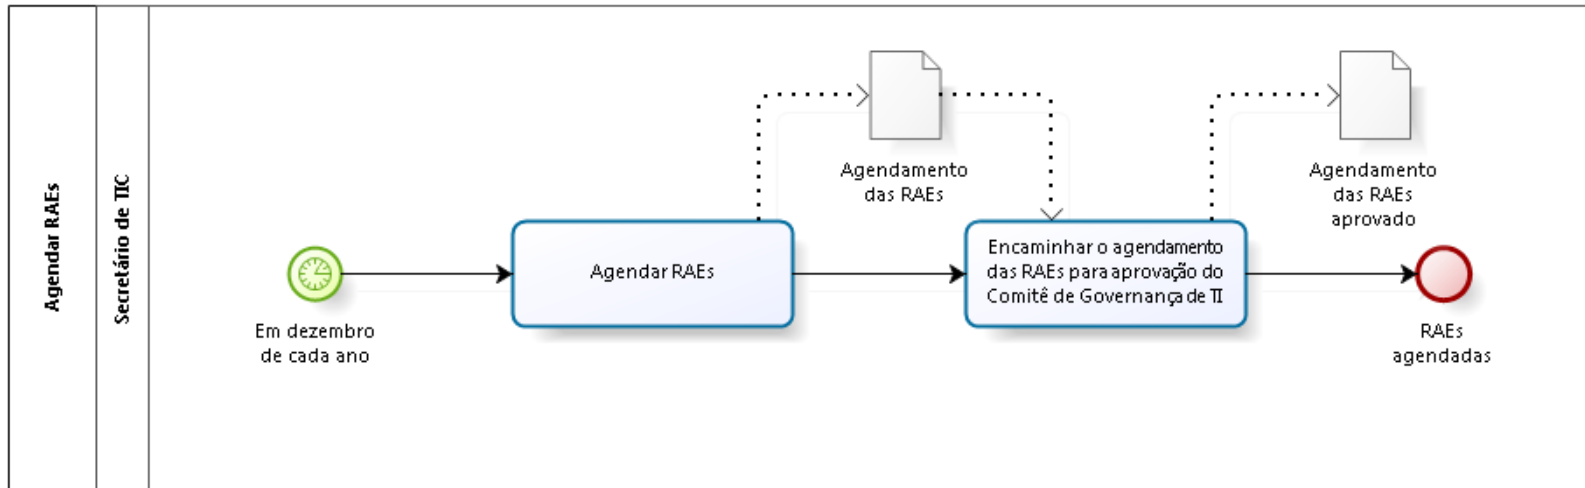 Agendar RAEs
Secretário de TIC
Em dezembro
de cada ano
Agendar RAEs
Agendamento
das RAEs
Encaminhar o agendamento
das RAEs para aprovação do
Comitê de Governança de TI
Agendamento
das RAEs
aprovado
RAEs
agendadas